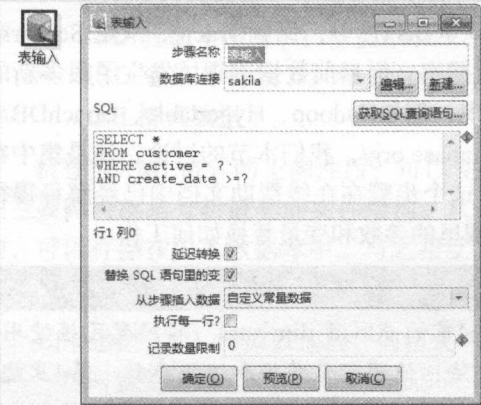 表输入
表输入
步骤名称 表输入
数据库连接 sakila 编辑... 新建...
SQL 获取SQL查询语句...
SELECT *
FROM customer
WHERE active = ?
AND create_date >=?
行1 列0
延迟转换
替换 SQL 语句里的变
从步骤插入数据 自定义常量数据
执行每一行?
记录数量限制 0
确定(O) 预览(P) 取消(C)